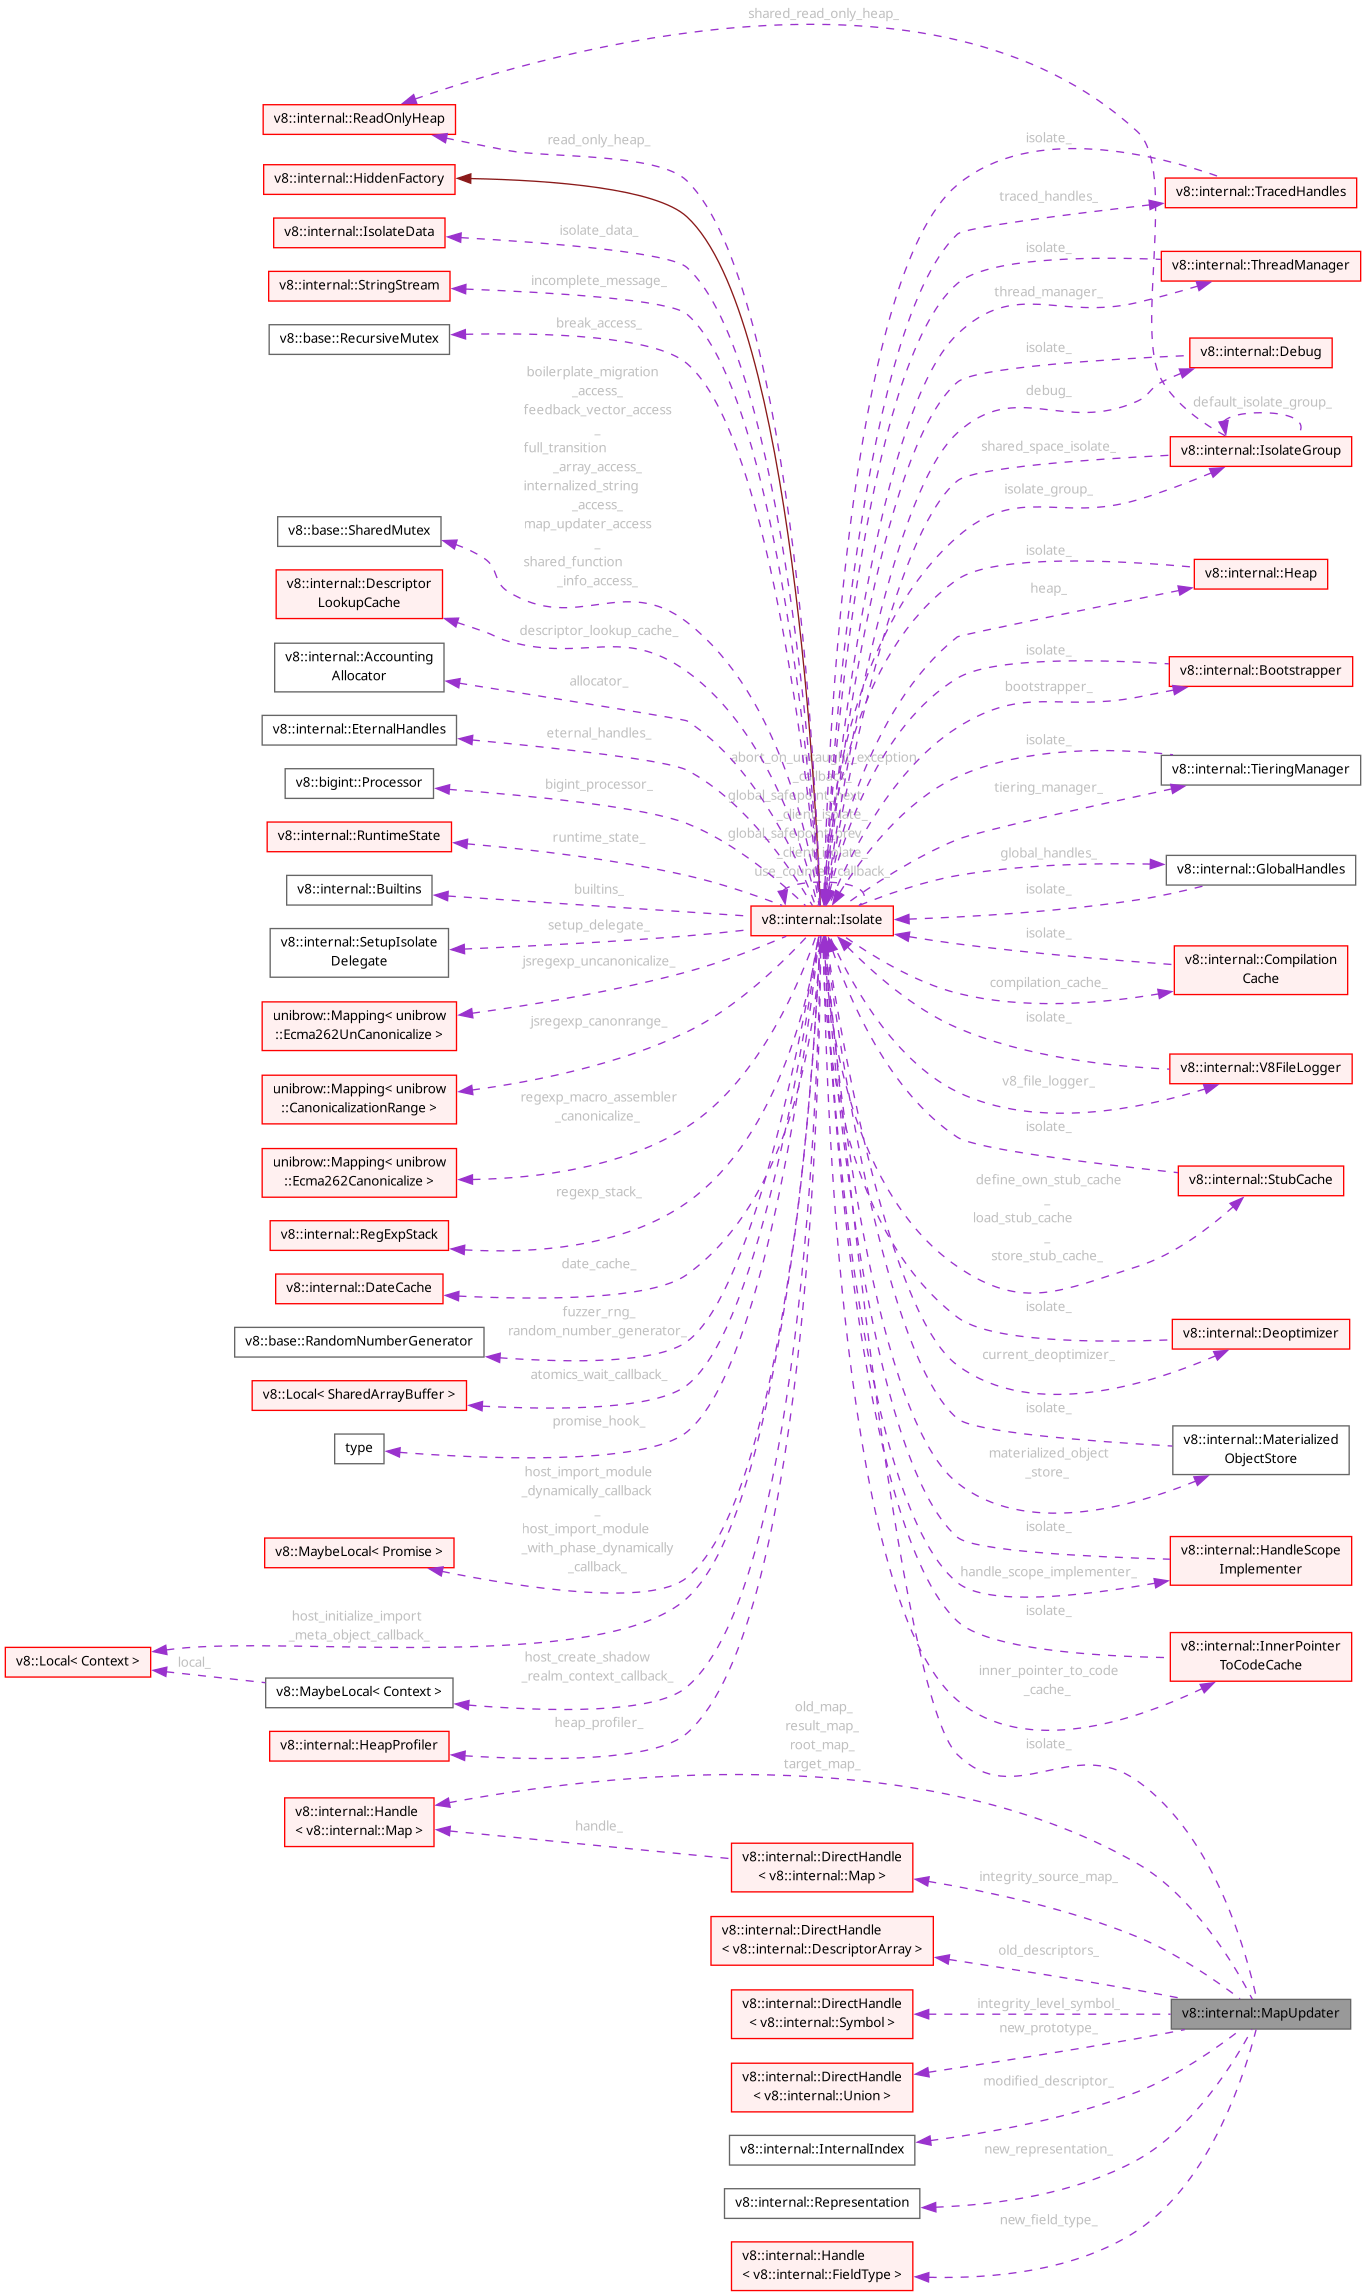 shared_read_only_heap_
v8::internal::ReadOnlyHeap
read_only_heap_
isolate_
v8::internal::HiddenFactory
v8::internal::TracedHandles
traced_handles_
v8::internal::IsolateData
isolate_data_
isolate_
v8::internal::ThreadManager
v8::internal::StringStream
incomplete_message_
thread_manager_
v8::base::RecursiveMutex
break_access_
isolate_
v8::internal::Debug
boilerplate_migration
_access_
feedback_vector_access
_
full_transition
_array_access_
internalized_string
_access_
map_updater_access
_
shared_function
_info_access_
debug_
default_isolate_group_
shared_space_isolate_
v8::internal::IsolateGroup
isolate_group_
v8::base::SharedMutex
isolate_
v8::internal::Heap
heap_
v8::internal::Descriptor
LookupCache
descriptor_lookup_cache_
v8::internal::Accounting
Allocator
allocator_
isolate_
v8::internal::Bootstrapper
bootstrapper_
v8::internal::EternalHandles
eternal_handles_
isolate_
v8::internal::TieringManager
tiering_manager_
v8::bigint::Processor
bigint_processor_
abort_on_uncaught_exception
_callback_
global_safepoint_next
_client_isolate_
global_safepoint_prev
_client_isolate_
use_counter_callback_
v8::internal::RuntimeState
runtime_state_
global_handles_
v8::internal::GlobalHandles
isolate_
v8::internal::Builtins
builtins_
v8::internal::Isolate
v8::internal::SetupIsolate
Delegate
setup_delegate_
isolate_
v8::internal::Compilation
Cache
compilation_cache_
jsregexp_uncanonicalize_
unibrow::Mapping< unibrow
::Ecma262UnCanonicalize >
jsregexp_canonrange_
isolate_
v8::internal::V8FileLogger
v8_file_logger_
unibrow::Mapping< unibrow
::CanonicalizationRange >
regexp_macro_assembler
_canonicalize_
isolate_
v8::internal::StubCache
unibrow::Mapping< unibrow
::Ecma262Canonicalize >
define_own_stub_cache
_
load_stub_cache
_
store_stub_cache_
regexp_stack_
v8::internal::RegExpStack
date_cache_
v8::internal::DateCache
fuzzer_rng_
random_number_generator_
v8::base::RandomNumberGenerator
isolate_
v8::internal::Deoptimizer
current_deoptimizer_
atomics_wait_callback_
v8::Local< SharedArrayBuffer >
isolate_
promise_hook_
type
v8::internal::Materialized
ObjectStore
materialized_object
_store_
host_import_module
_dynamically_callback
_
host_import_module
_with_phase_dynamically
_callback_
v8::MaybeLocal< Promise >
isolate_
v8::internal::HandleScope
Implementer
handle_scope_implementer_
host_initialize_import
_meta_object_callback_
isolate_
v8::internal::InnerPointer
ToCodeCache
v8::Local< Context >
local_
v8::MaybeLocal< Context >
host_create_shadow
_realm_context_callback_
inner_pointer_to_code
_cache_
heap_profiler_
v8::internal::HeapProfiler
old_map_
result_map_
root_map_
target_map_
isolate_
v8::internal::Handle
< v8::internal::Map >
handle_
v8::internal::DirectHandle
< v8::internal::Map >
integrity_source_map_
v8::internal::DirectHandle
< v8::internal::DescriptorArray >
old_descriptors_
v8::internal::DirectHandle
< v8::internal::Symbol >
integrity_level_symbol_
v8::internal::MapUpdater
new_prototype_
v8::internal::DirectHandle
< v8::internal::Union >
modified_descriptor_
v8::internal::InternalIndex
new_representation_
v8::internal::Representation
new_field_type_
v8::internal::Handle
< v8::internal::FieldType >